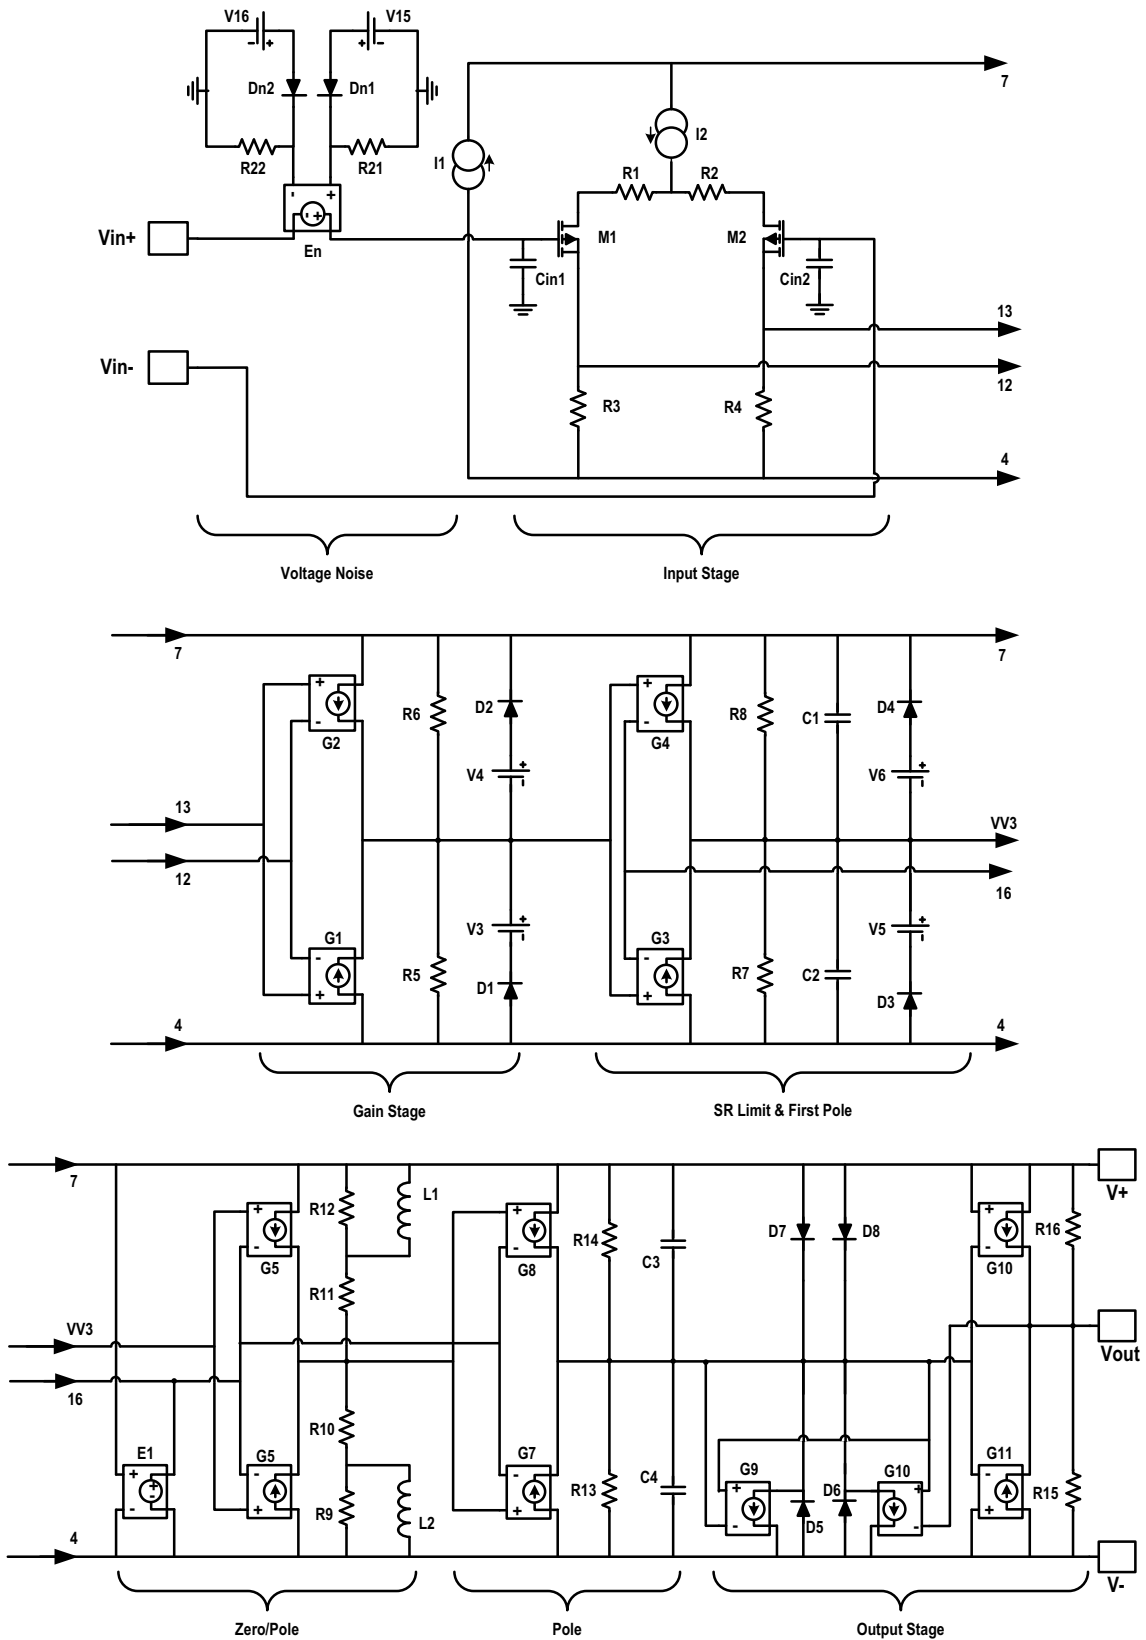 V16
V15
- +
+ -
Dn2
Dn1
R22
R21
- +
- +
En
Vin+
Vin-
I1
I2
7
R1
R2
M1
M2
Cin1
Cin2
13
12
R3
R4
4
Voltage Noise
Input Stage
7
7
+
-
G2
R6
D2
V4
+
-
+
-
G4
R8
C1
D4
V6
+
-
13
12
VV3
16
G1
-
+
R5
V3
+
-
D1
G3
-
+
R7
C2
V5
+
-
D3
4
4
Gain Stage
SR Limit & First Pole
7
V+
+
-
G5
R12
L1
R11
+
-
G8
R14
C3
D7
D8
+
-
G10
R16
VV3
16
Vout
E1
+
-
+
-
G5
-
+
R10
R9
L2
G7
-
+
R13
C4
G9
+
-
D5
D6
G10
+
-
G11
-
+
R15
4
V-
Zero/Pole
Pole
Output Stage